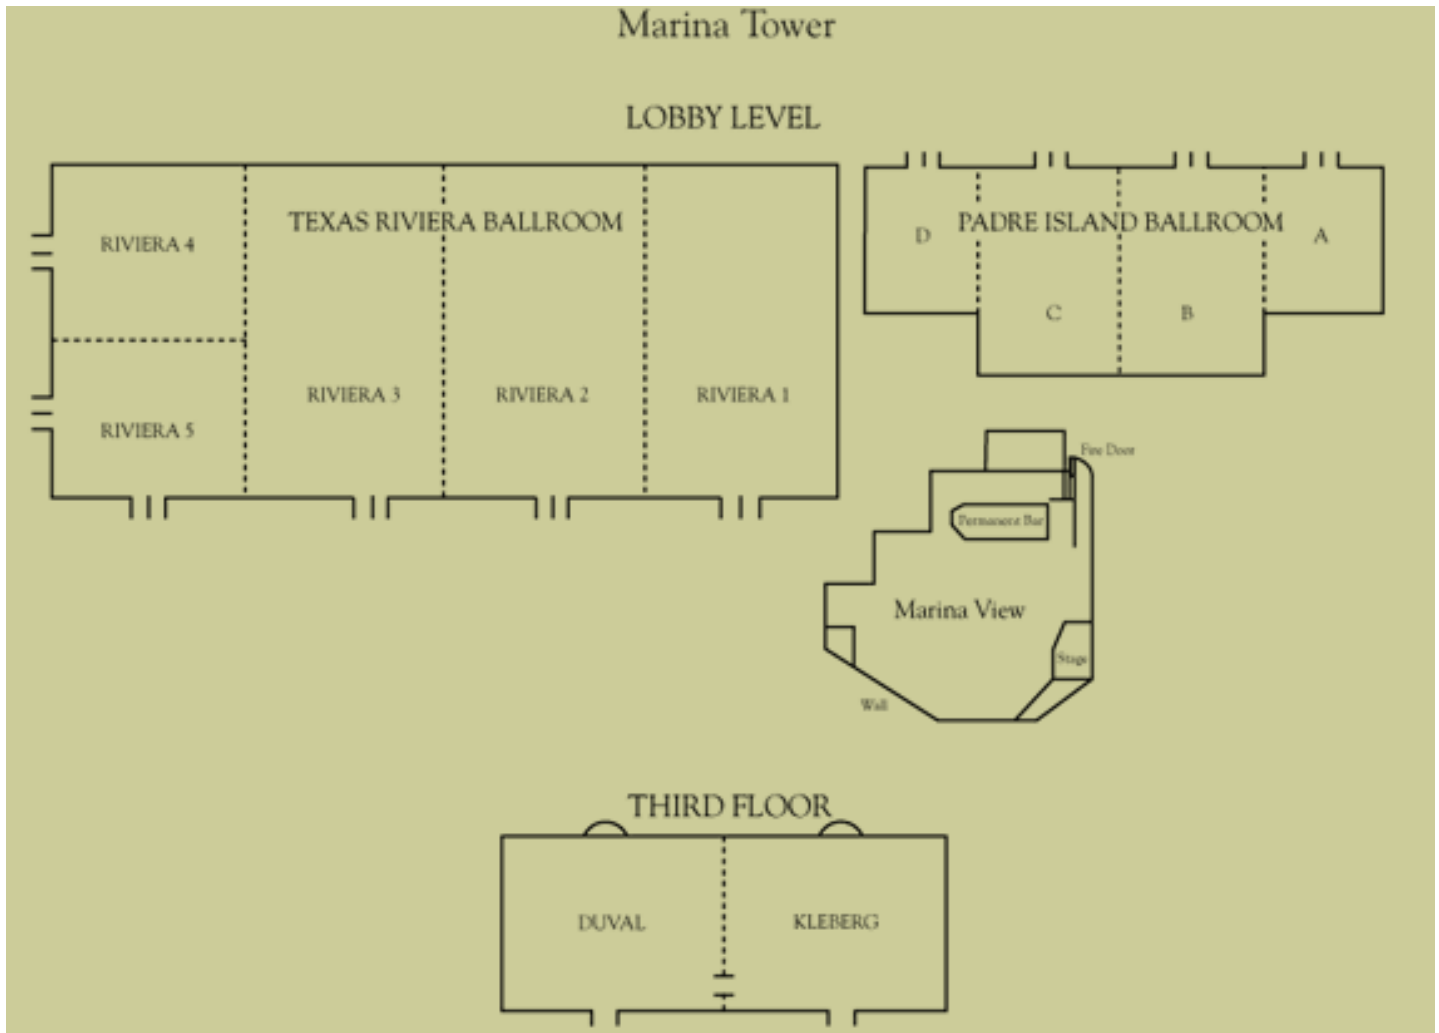 Marina Tower
LOBBY LEVEL
TEXAS RIVIERA BALLROOM
RIVIERA 4
RIVIERA 3
RIVIERA 2
RIVIERA 1
RIVIERA 5
PADRE ISLAND BALLROOM
D
A
C
B
Fire Door
Permanent Bar
Marina View
Stage
Wall
THIRD FLOOR
DUVAL
KLEBERG